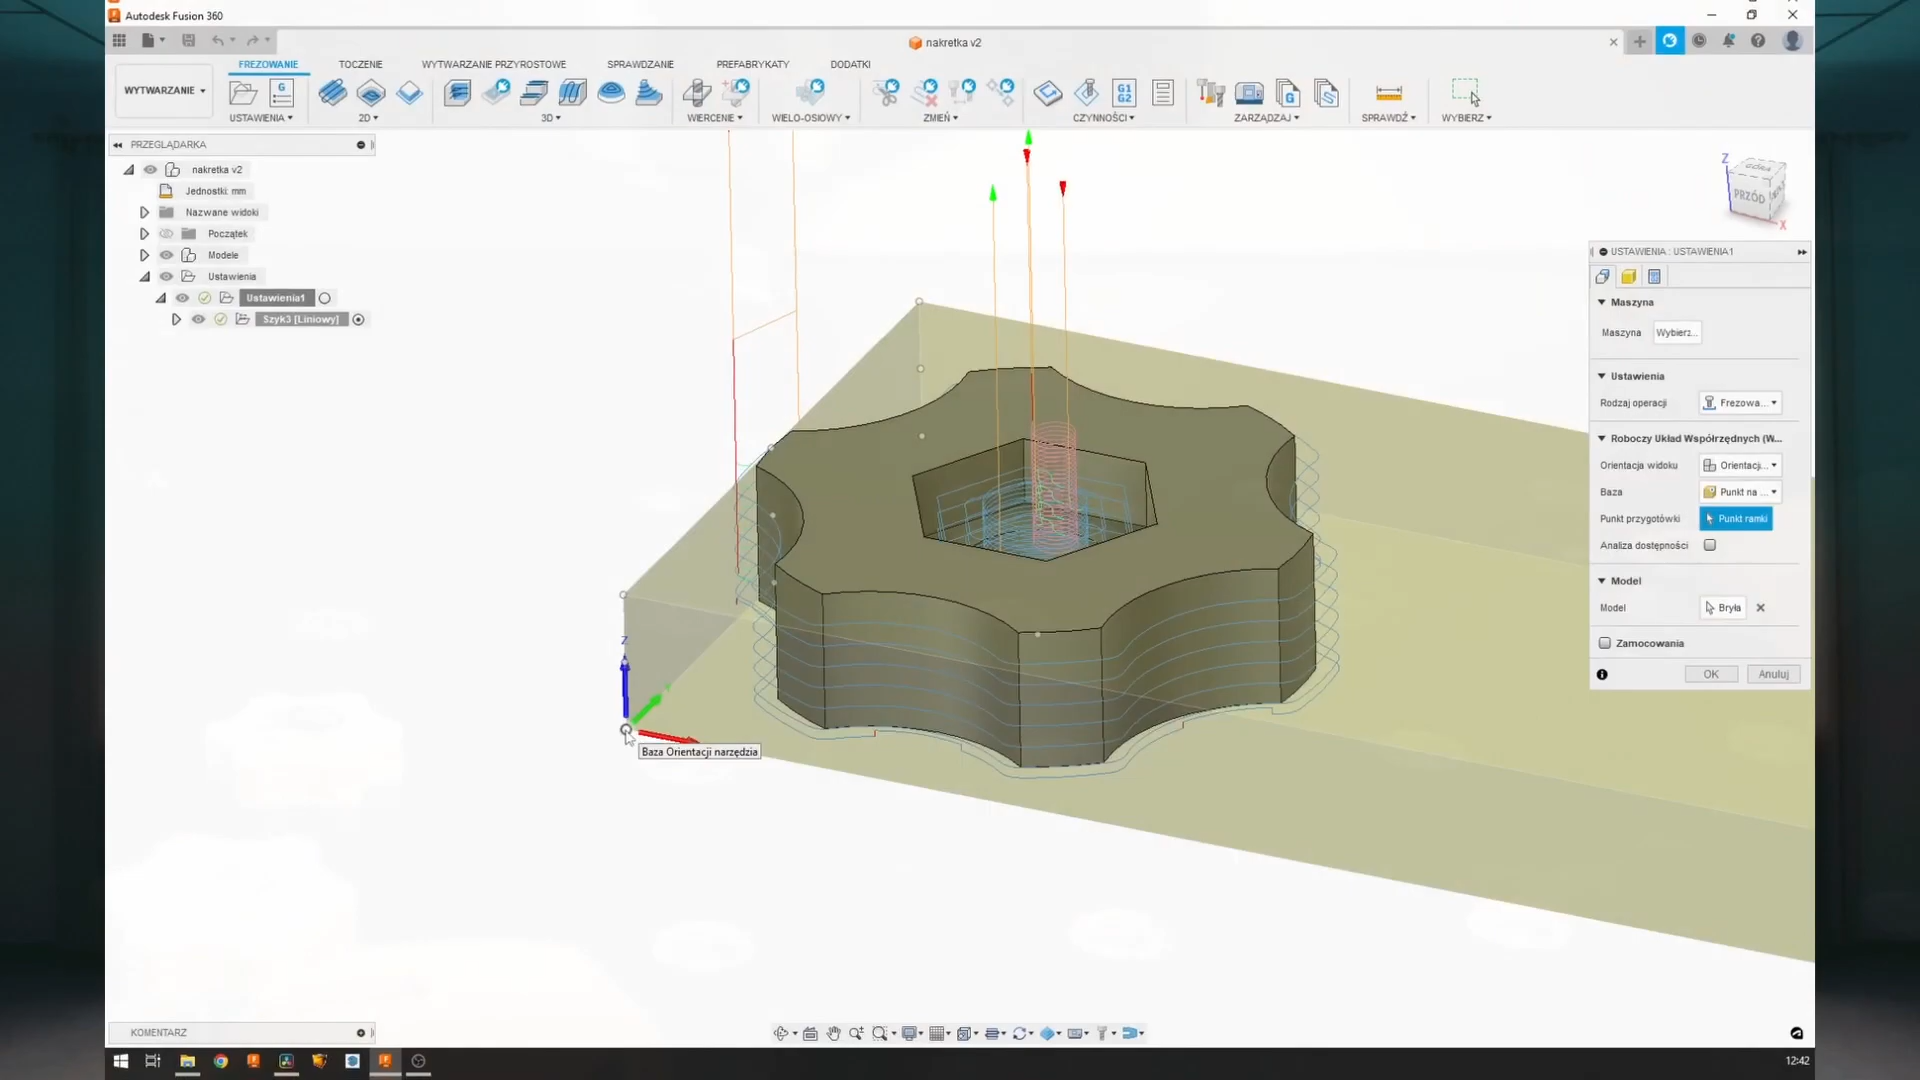 Autodesk Fusion 360
nakretka v2
WYTWARZANIE
FREZOWANIE
TOCZENIE
WYTWARZANIE PRZYROSTOWE
SPRAWDZANIE
PREFABRYKATY
DODATKI
G
G1
G2
G
USTAWIENIA
2D
3D
WIERCENIE
WIELO-OSIOWY
ZMIEŃ
CZYNNOŚCI
ZARZĄDZAJ
SPRAWDŹ
WYBIERZ
PRZEGLĄDARKA
nakretka v2
Jednostki: mm
Nazwane widoki
Początek
Modele
Ustawienia
Ustawienia1
Szyk3 [Liniowy]
Z
PRZÓD
X
USTAWIENIA : USTAWIENIA1
Maszyna
Maszyna Wybierz...
Ustawienia
Rodzaj operacji Frezowa...
Roboczy Układ Współrzędnych (W...
Orientacja widoku Orientacj...
Baza Punkt na ...
Punkt przygotówki Punkt ramki
Analiza dostępności
Model
Model Bryła
Zamocowania
OK Anuluj
Z
Baza Orientacji narzędzia
KOMENTARZ
12:42